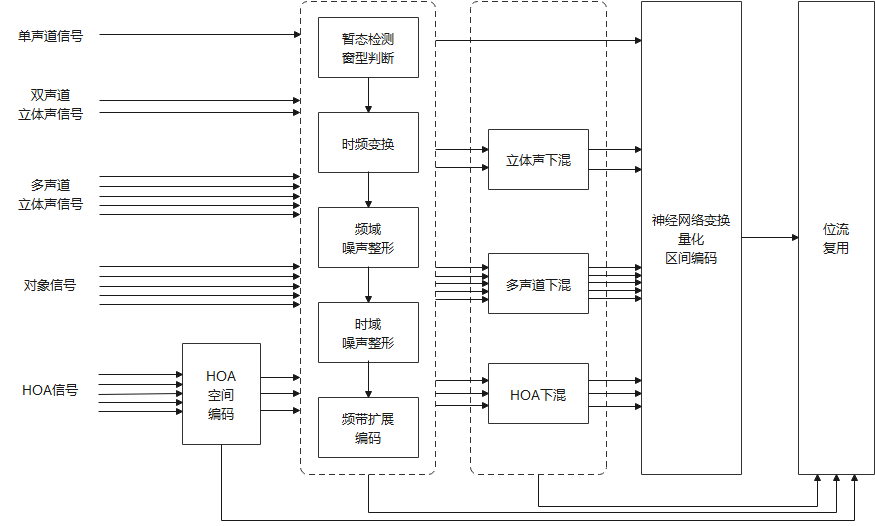 单声道信号
双声道
立体声信号
多声道
立体声信号
对象信号
HOA信号
HOA
空间
编码
暂态检测
窗型判断
时频变换
频域
噪声整形
时域
噪声整形
频带扩展
编码
立体声下混
多声道下混
HOA下混
神经网络变换
量化
区间编码
位流
复用